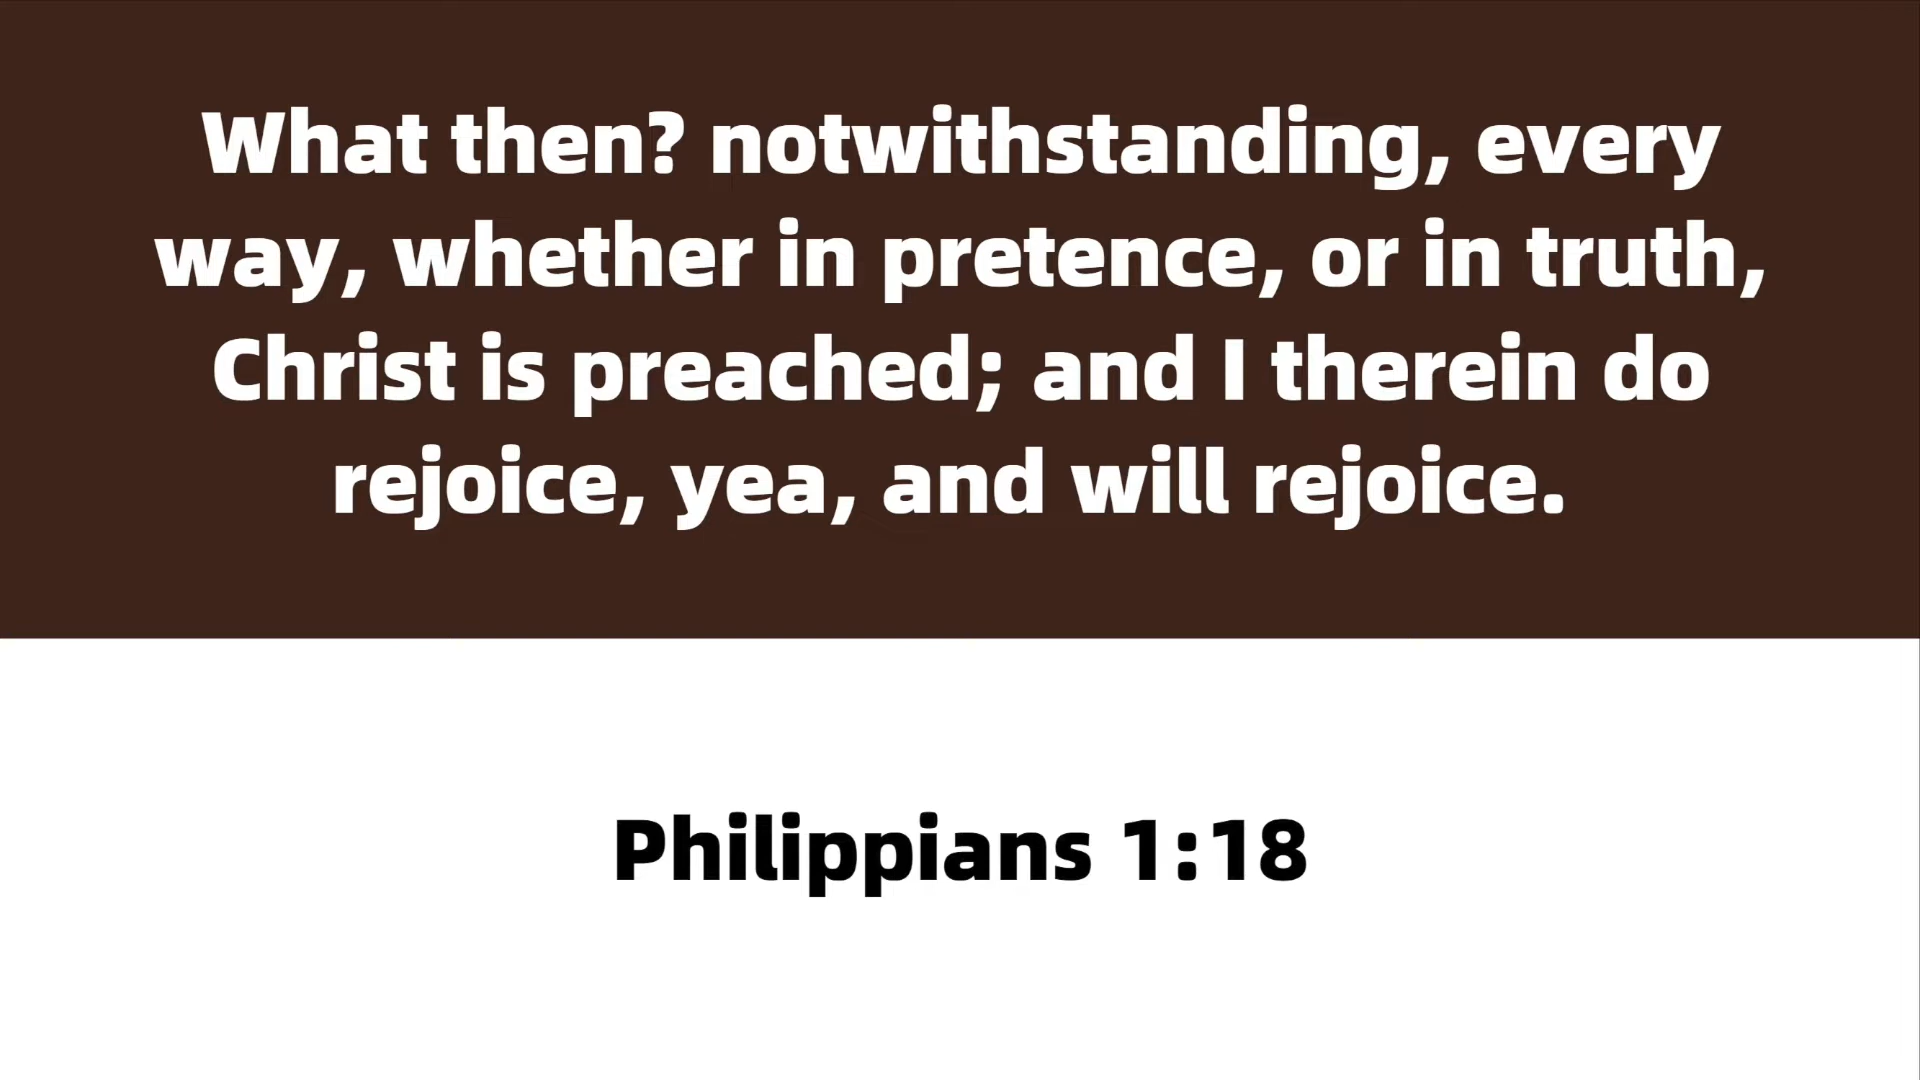 What then? notwithstanding, every
way, whether in pretence, or in truth,
Christ is preached; and I therein do
rejoice, yea, and will rejoice.
Philippians 1:18